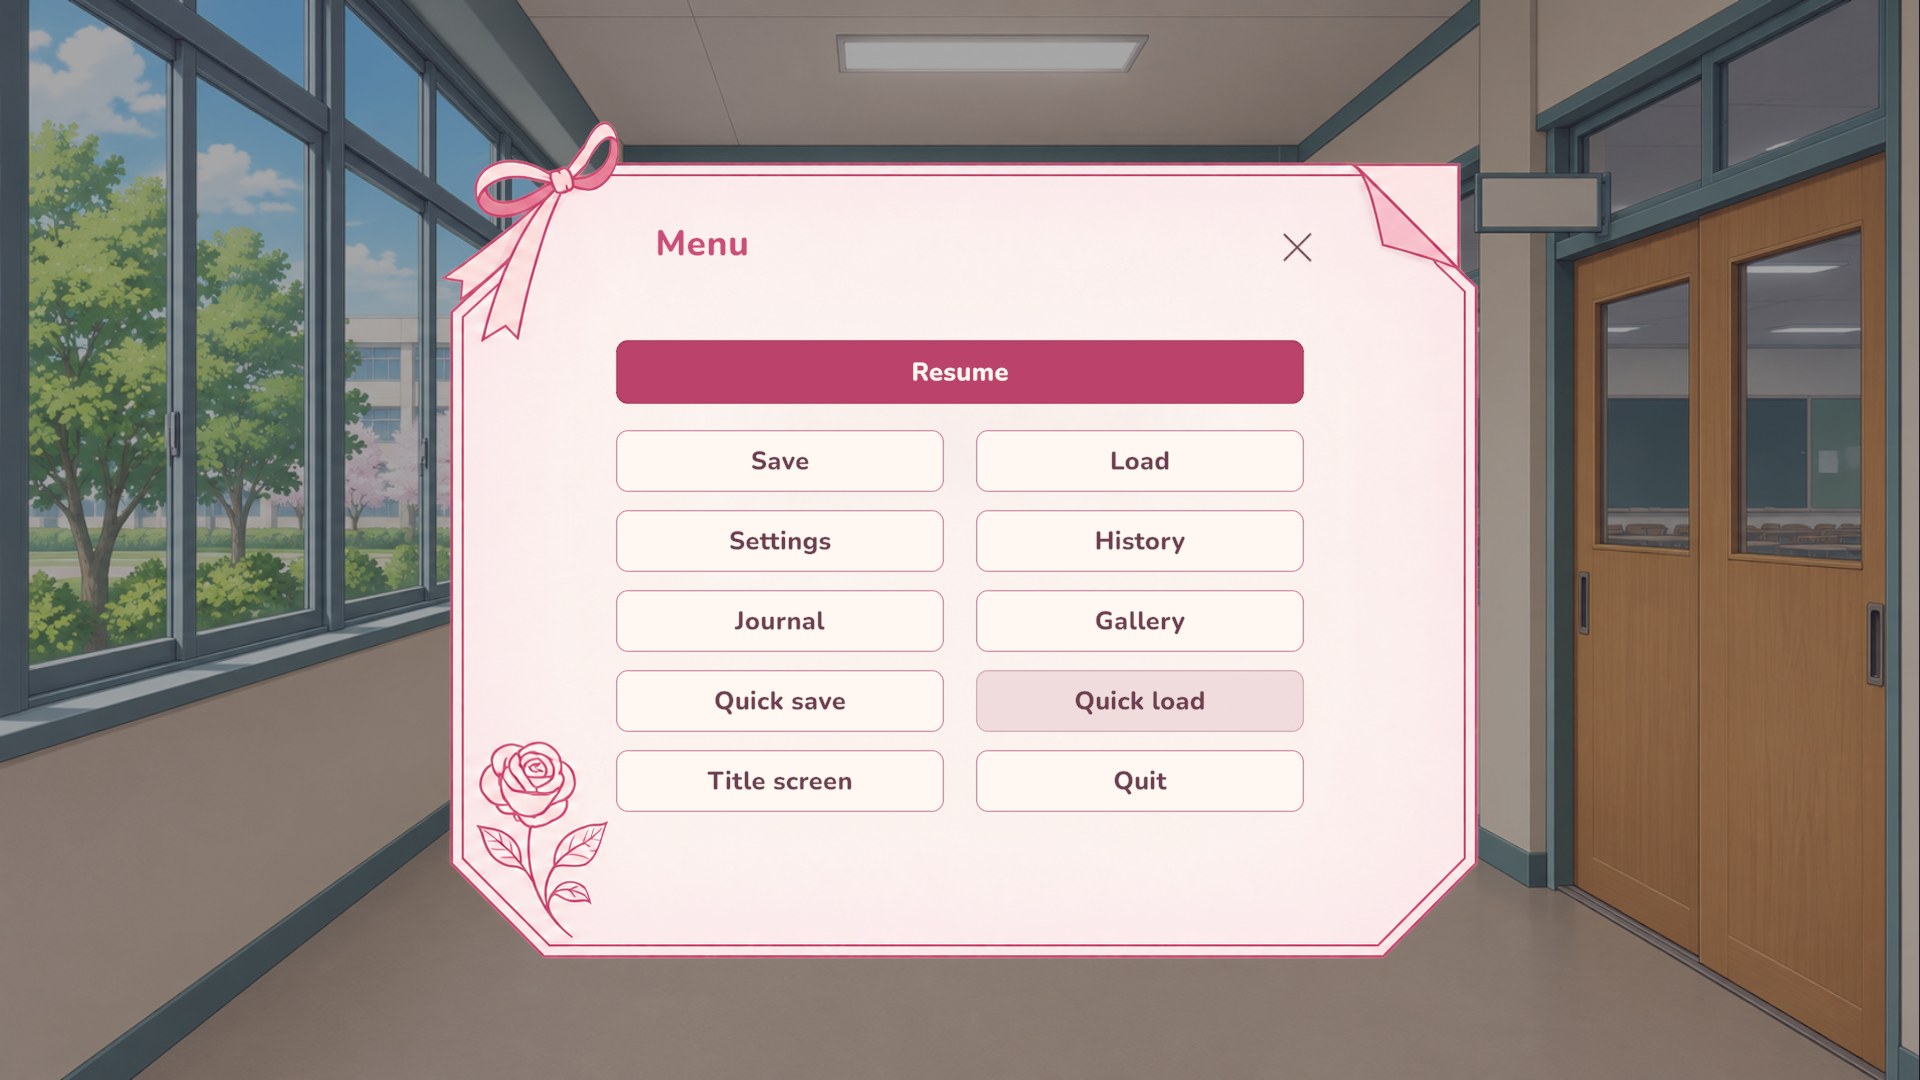 Menu
Resume
Save
Load
Settings
History
Journal
Gallery
Quick save
Quick load
Title screen
Quit